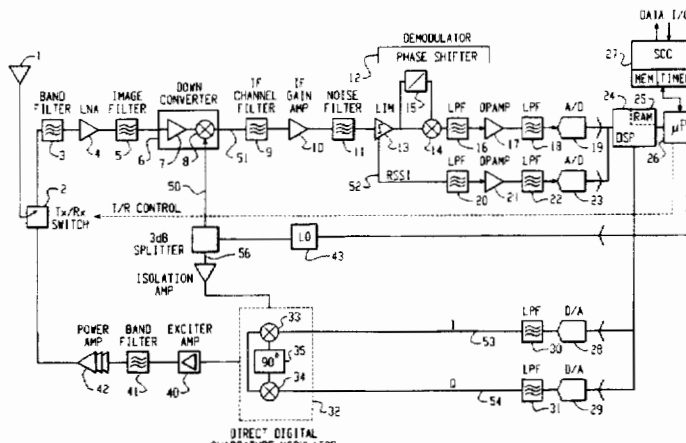 DATA I/O
DEMODULATOR
PHASE SHIFTER
27
SCC
MEM TIMER
1
12
15
24
25
BAND FILTER
LNA
IMAGE FILTER
DOWN CONVERTER
IF CHANNEL FILTER
IF GAIN AMP
NOISE FILTER
LIM
LPF
OPAMP
LPF
A/D
RAM
DSP
μP
3
4
5
6
7
8
51
9
10
11
13
14
16
17
18
19
26
50
52
RSSI
LPF
OPAMP
LPF
A/D
20
21
22
23
2
Tx/Rx SWITCH
T/R CONTROL
3dB SPLITTER
56
LO
43
ISOLATION AMP
33
I
53
LPF
30
D/A
28
POWER AMP
BAND FILTER
EXCITER AMP
90°
35
42
41
40
34
Q
54
LPF
31
D/A
29
32
DIRECT DIGITAL